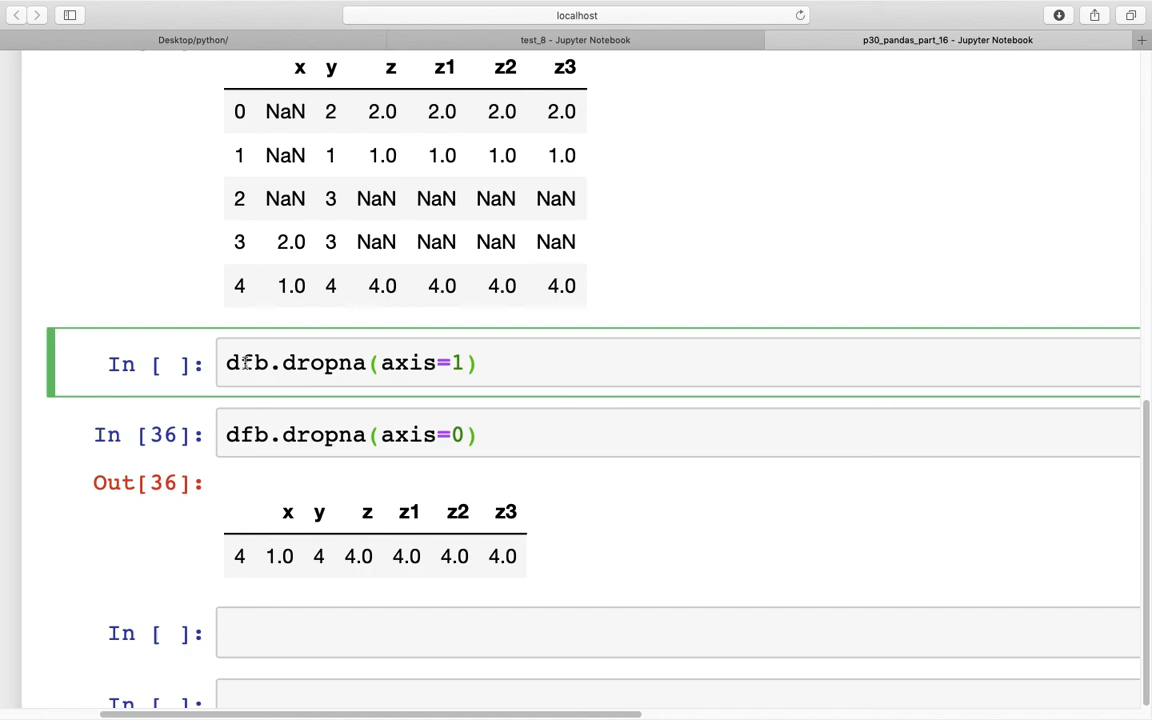 localhost
Desktop/python/ test_8 - Jupyter Notebook p30_pandas_part_16 - Jupyter Notebook
x y z z1 z2 z3
0 NaN 2 2.0 2.0 2.0 2.0
1 NaN 1 1.0 1.0 1.0 1.0
2 NaN 3 NaN NaN NaN NaN
3 2.0 3 NaN NaN NaN NaN
4 1.0 4 4.0 4.0 4.0 4.0
In [ ]: dfb.dropna(axis=1)
In [36]: dfb.dropna(axis=0)
Out[36]:
x y z z1 z2 z3
4 1.0 4 4.0 4.0 4.0 4.0
In [ ]:
In [ ]: